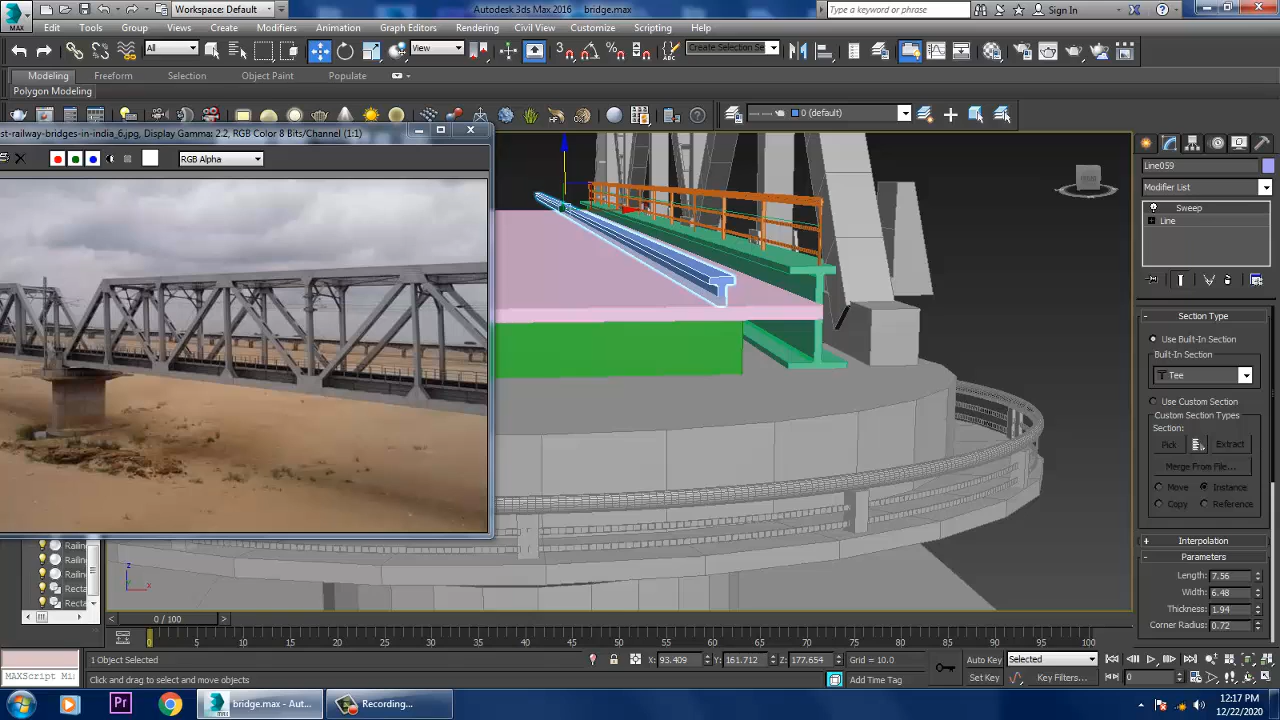 MAX
Workspace: Default
Autodesk 3ds Max 2016
bridge.max
Type a keyword or phrase
Sign In
Edit
Tools
Group
Views
Create
Modifiers
Animation
Graph Editors
Rendering
Civil View
Customize
Scripting
Help
All
View
3
Create Selection Se
Modeling
Freeform
Selection
Object Paint
Populate
Polygon Modeling
0 (default)
st-railway-bridges-in-india_6.jpg, Display Gamma: 2.2, RGB Color 8 Bits/Channel (1:1)
RGB Alpha
Line059
Modifier List
Sweep
Line
Section Type
Use Built-In Section
Built-In Section
Tee
Use Custom Section
Custom Section Types
Section:
Pick
Extract
Merge From File...
Move
Instance
Copy
Reference
Interpolation
Parameters
Length: 7.56
Width: 6.48
Thickness: 1.94
Corner Radius: 0.72
Railin
Railin
Railin
Recta
Recta
z
x
0 / 100
0
5
10
15
20
25
30
35
40
45
50
55
60
65
70
75
80
85
90
95
100
1 Object Selected
X: 93.409
Y: 161.712
Z: 177.654
Grid = 10.0
Auto Key
Selected
MAXScript Mi
Click and drag to select and move objects
Add Time Tag
Set Key
Key Filters...
0
bridge.max - Aut...
Recording...
12:17 PM
12/22/2020